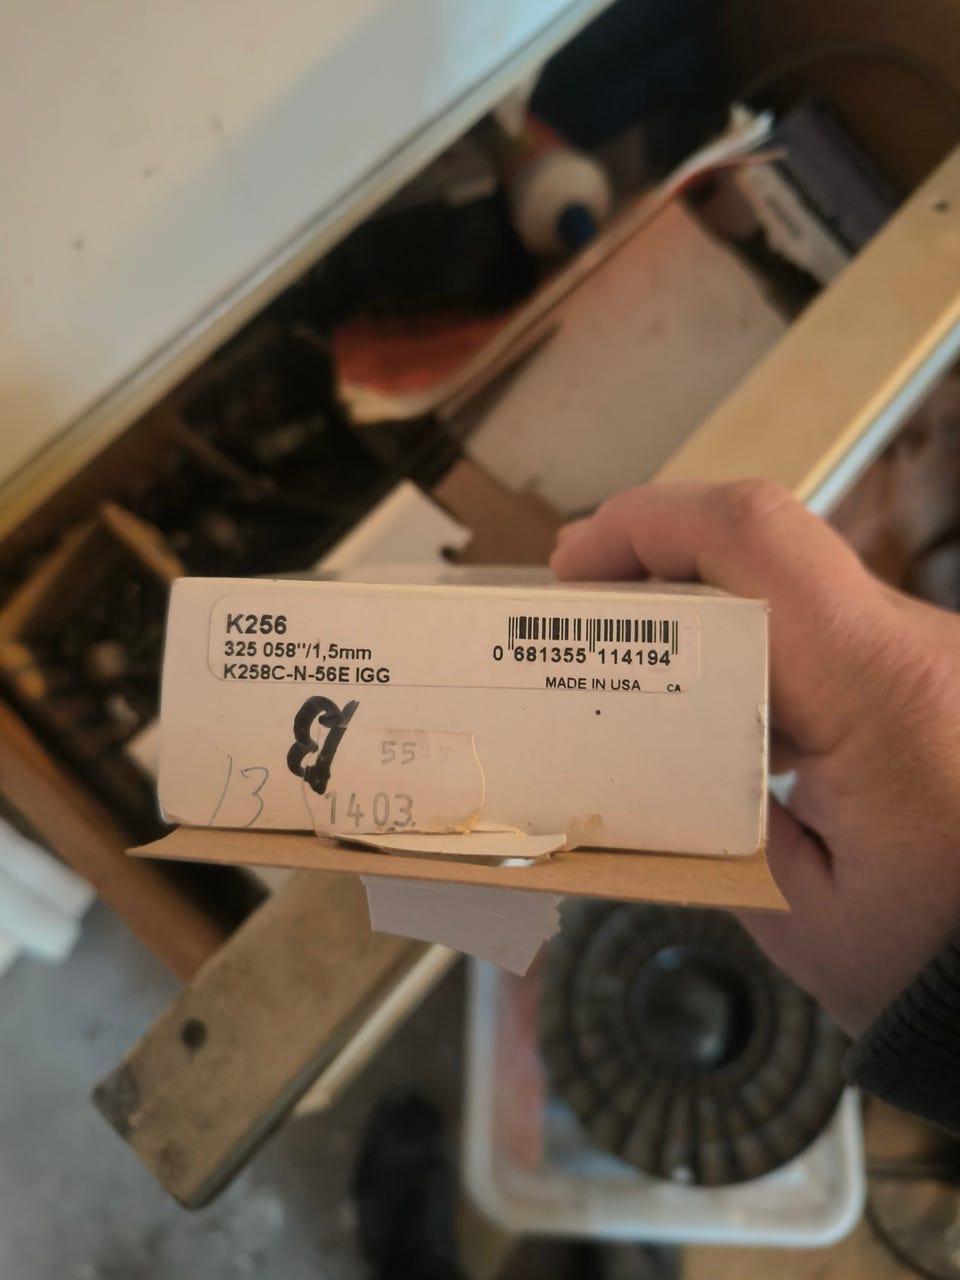 K256
325 058"/1,5mm
K258C-N-56E IGG
0 681355 114194
MADE IN USA CA
13
55
1403.